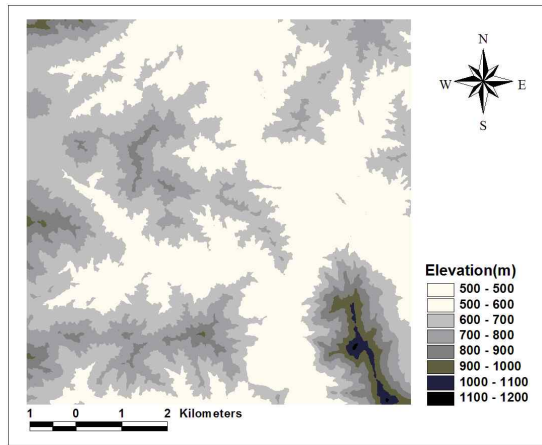 N
W E
S
Elevation(m)
500 - 500
500 - 600
600 - 700
700 - 800
800 - 900
900 - 1000
1000 - 1100
1100 - 1200
1 0 1 2 Kilometers